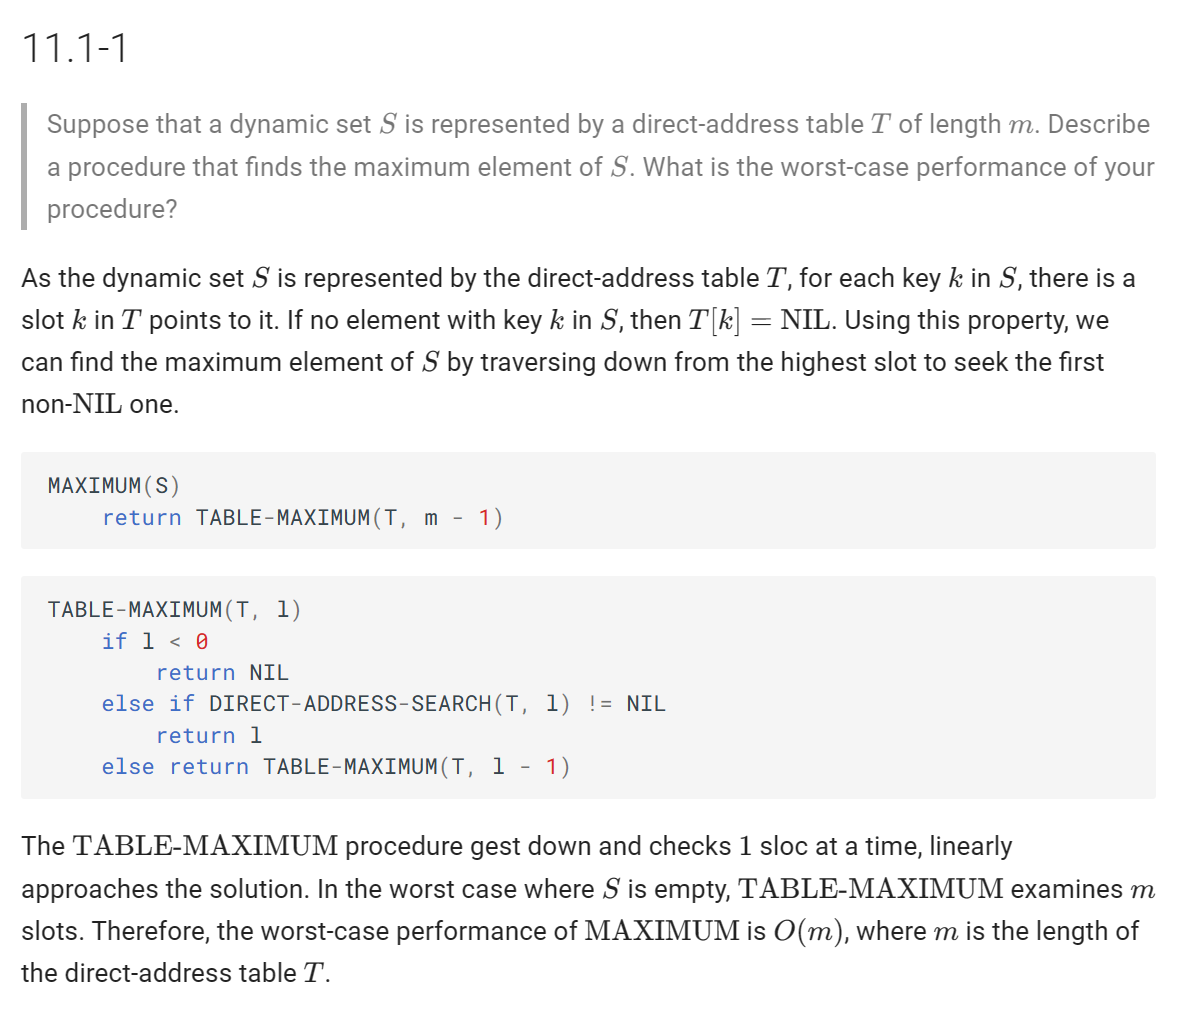 11.1-1
Suppose that a dynamic set S is represented by a direct-address table T of length m. Describe
a procedure that finds the maximum element of S. What is the worst-case performance of your
procedure?
As the dynamic set S is represented by the direct-address table T, for each key k in S, there is a
slot k in T points to it. If no element with key k in S, then T[k] = NIL. Using this property, we
can find the maximum element of S by traversing down from the highest slot to seek the first
non-NIL one.
MAXIMUM(S)
    return TABLE-MAXIMUM(T, m - 1)
TABLE-MAXIMUM(T, l)
    if l < 0
        return NIL
    else if DIRECT-ADDRESS-SEARCH(T, l) != NIL
        return l
    else return TABLE-MAXIMUM(T, l - 1)
The TABLE-MAXIMUM procedure gest down and checks 1 sloc at a time, linearly
approaches the solution. In the worst case where S is empty, TABLE-MAXIMUM examines m
slots. Therefore, the worst-case performance of MAXIMUM is O(m), where m is the length of
the direct-address table T.